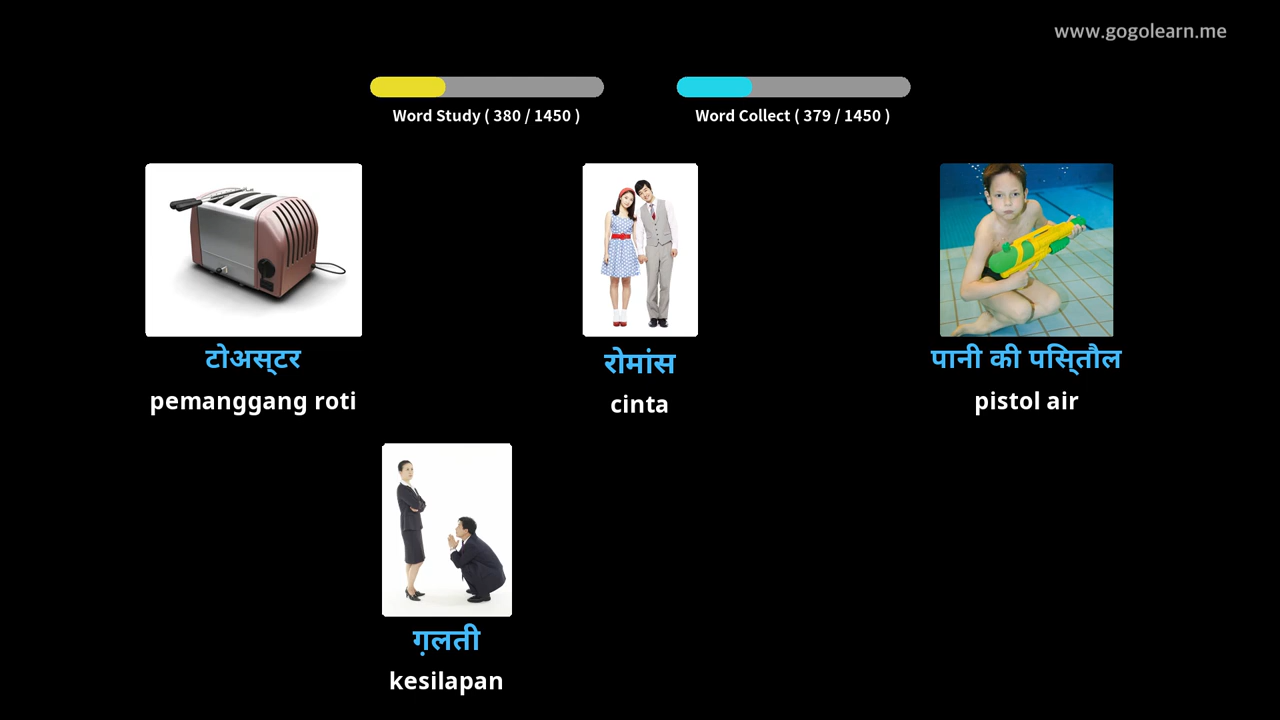 www.gogolearn.me
Word Study ( 380 / 1450 )
Word Collect ( 379 / 1450 )
टोअस्टर
रोमांस
पानी की पिस्तौल
pemanggang roti
cinta
pistol air
ग़लती
kesilapan